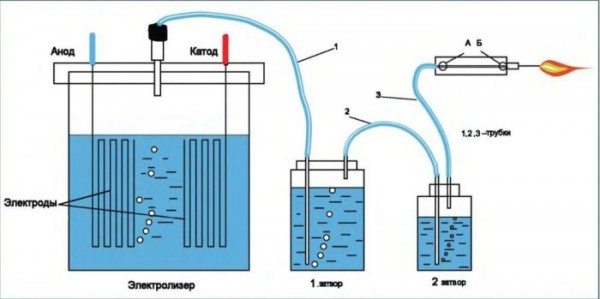 Анод
Катод
1
2
3
А Б
1,2,3 –трубки
Электроды
Электролизер
1.затвор
2 затвор